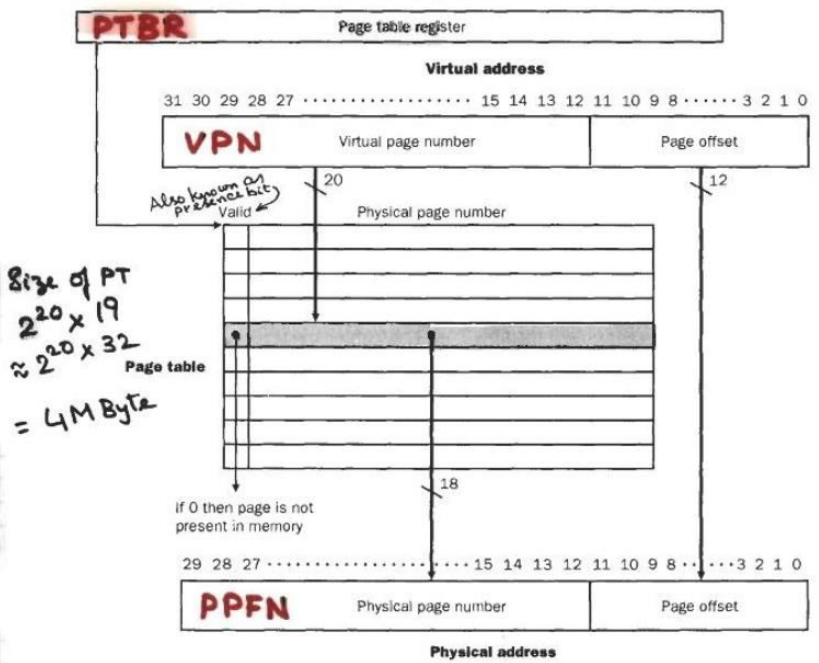 PTBR Page table register
Virtual address
31 30 29 28 27 ··················· 15 14 13 12 11 10 9 8 ······ 3 2 1 0
VPN Virtual page number Page offset
20 12
Also known as
presence bit
Valid Physical page number
Size of PT
2^20 x 19
≈ 2^20 x 32
Page table
= 4M Byte
18
If 0 then page is not
present in memory
29 28 27 ······················ 15 14 13 12 11 10 9 8 ······ 3 2 1 0
PPFN Physical page number Page offset
Physical address